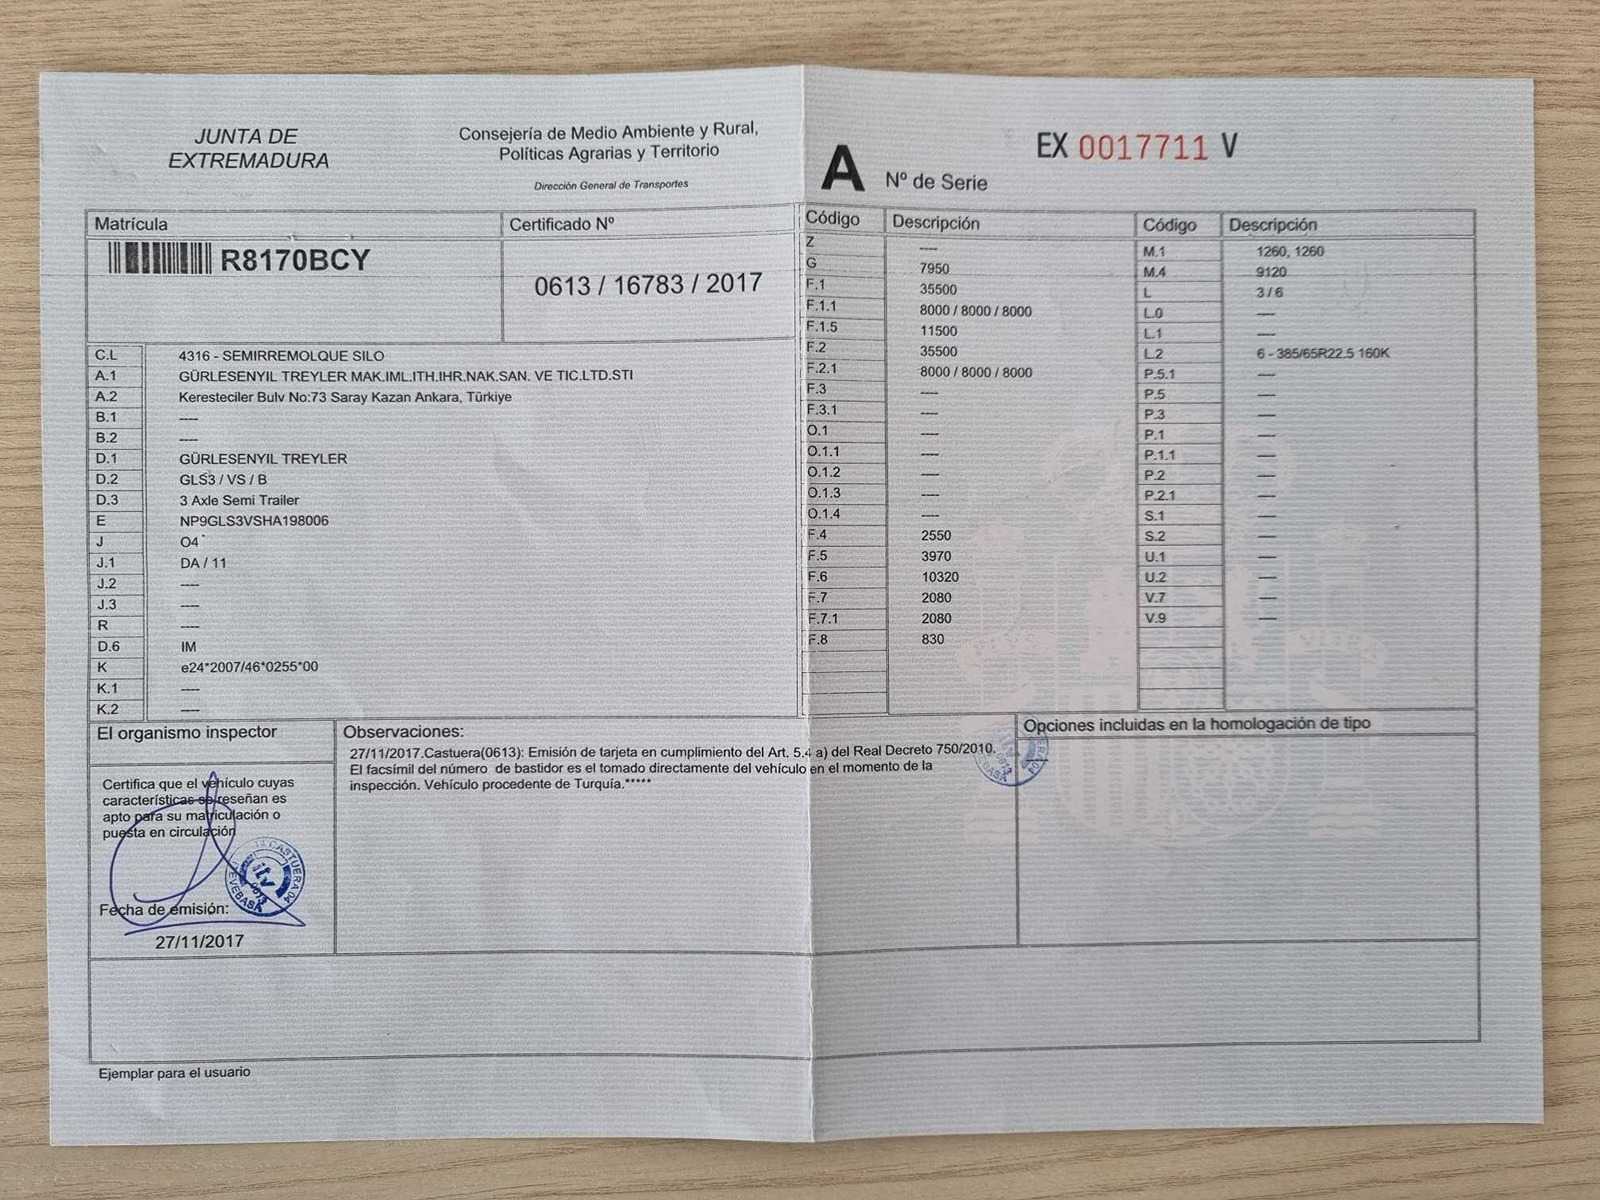 JUNTA DE
EXTREMADURA
Consejería de Medio Ambiente y Rural,
Políticas Agrarias y Territorio
Dirección General de Transportes
A
Nº de Serie
EX 0017711 V
Matrícula
R8170BCY
Certificado Nº
0613 / 16783 / 2017
C.L 4316 - SEMIRREMOLQUE SILO
A.1 GÜRLESENYIL TREYLER MAK.IML.ITH.IHR.NAK.SAN. VE TIC.LTD.STI
A.2 Keresteciler Bulv No:73 Saray Kazan Ankara, Türkiye
B.1 ----
B.2 ----
D.1 GÜRLESENYIL TREYLER
D.2 GLS3 / VS / B
D.3 3 Axle Semi Trailer
E NP9GLS3VSHA198006
J O4
J.1 DA / 11
J.2 ----
J.3 ----
R ----
D.6 IM
K e24*2007/46*0255*00
K.1 ----
K.2 ----
Código Descripción
Z ----
G 7950
F.1 35500
F.1.1 8000 / 8000 / 8000
F.1.5 11500
F.2 35500
F.2.1 8000 / 8000 / 8000
F.3 ----
F.3.1 ----
O.1 ----
O.1.1 ----
O.1.2 ----
O.1.3 ----
O.1.4 ----
F.4 2550
F.5 3970
F.6 10320
F.7 2080
F.7.1 2080
F.8 830
Código Descripción
M.1 1260, 1260
M.4 9120
L 3 / 6
L.0 ----
L.1 ----
L.2 6 - 385/65R22.5 160K
P.5.1 ----
P.5 ----
P.3 ----
P.1 ----
P.1.1 ----
P.2 ----
P.2.1 ----
S.1 ----
S.2 ----
U.1 ----
U.2 ----
V.7 ----
V.9 ----
El organismo inspector
Certifica que el vehículo cuyas
características se reseñan es
apto para su matriculación o
puesta en circulación
Fecha de emisión:
27/11/2017
CASTUERA 04
itv
0613
TEVEBASA
Observaciones:
27/11/2017.Castuera(0613): Emisión de tarjeta en cumplimiento del Art. 5.4 a) del Real Decreto 750/2010.
El facsímil del número de bastidor es el tomado directamente del vehículo en el momento de la
inspección. Vehículo procedente de Turquía.*****
Opciones incluidas en la homologación de tipo
Ejemplar para el usuario